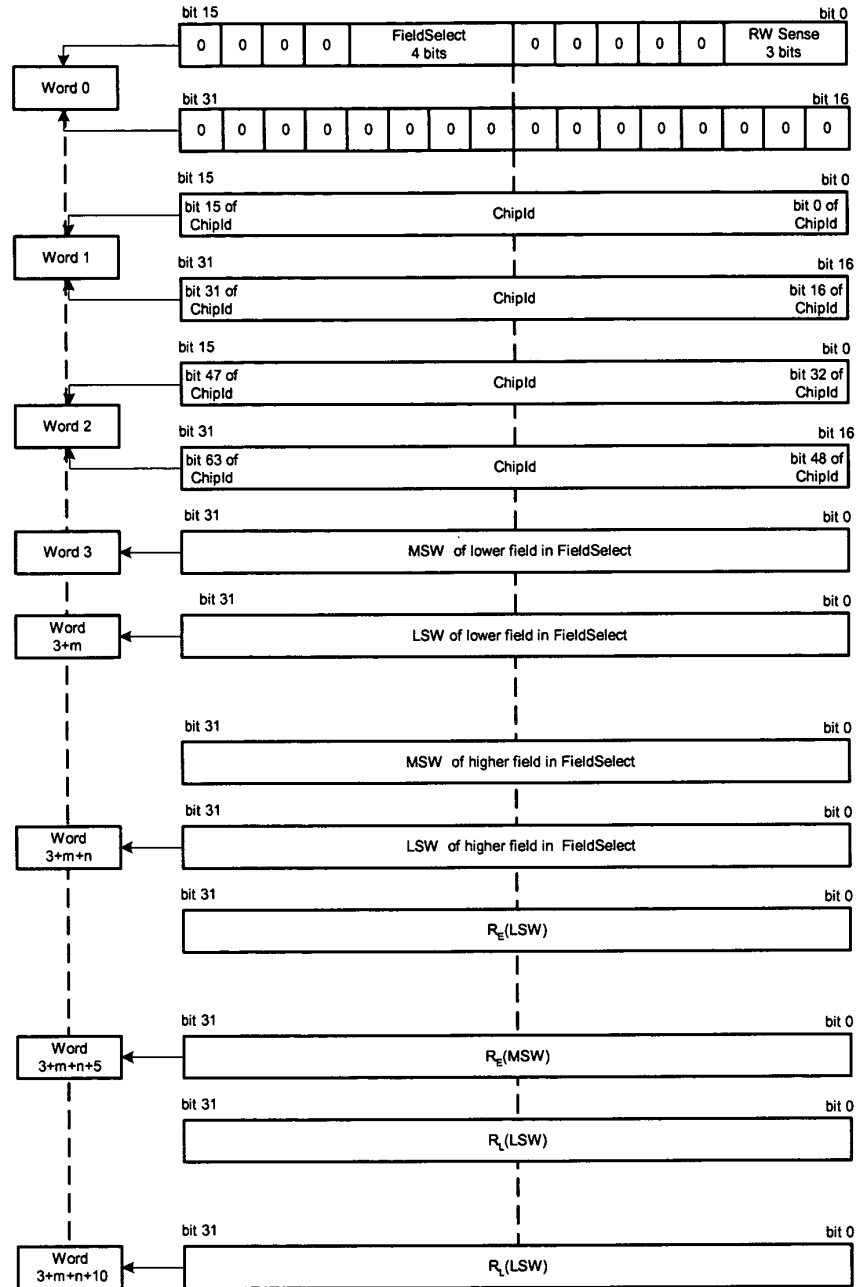 bit 15 bit 0
0 0 0 0 FieldSelect 4 bits 0 0 0 0 0 RW Sense 3 bits
Word 0
bit 31 bit 16
0 0 0 0 0 0 0 0 0 0 0 0 0 0 0 0
bit 15 bit 0
bit 15 of ChipId ChipId bit 0 of ChipId
Word 1
bit 31 bit 16
bit 31 of ChipId ChipId bit 16 of ChipId
bit 15 bit 0
bit 47 of ChipId ChipId bit 32 of ChipId
Word 2
bit 31 bit 16
bit 63 of ChipId ChipId bit 48 of ChipId
bit 31 bit 0
Word 3 MSW of lower field in FieldSelect
bit 31 bit 0
Word 3+m LSW of lower field in FieldSelect
bit 31 bit 0
MSW of higher field in FieldSelect
bit 31 bit 0
Word 3+m+n LSW of higher field in FieldSelect
bit 31 bit 0
RE(LSW)
bit 31 bit 0
Word 3+m+n+5 RE(MSW)
bit 31 bit 0
RL(LSW)
bit 31 bit 0
Word 3+m+n+10 RL(LSW)